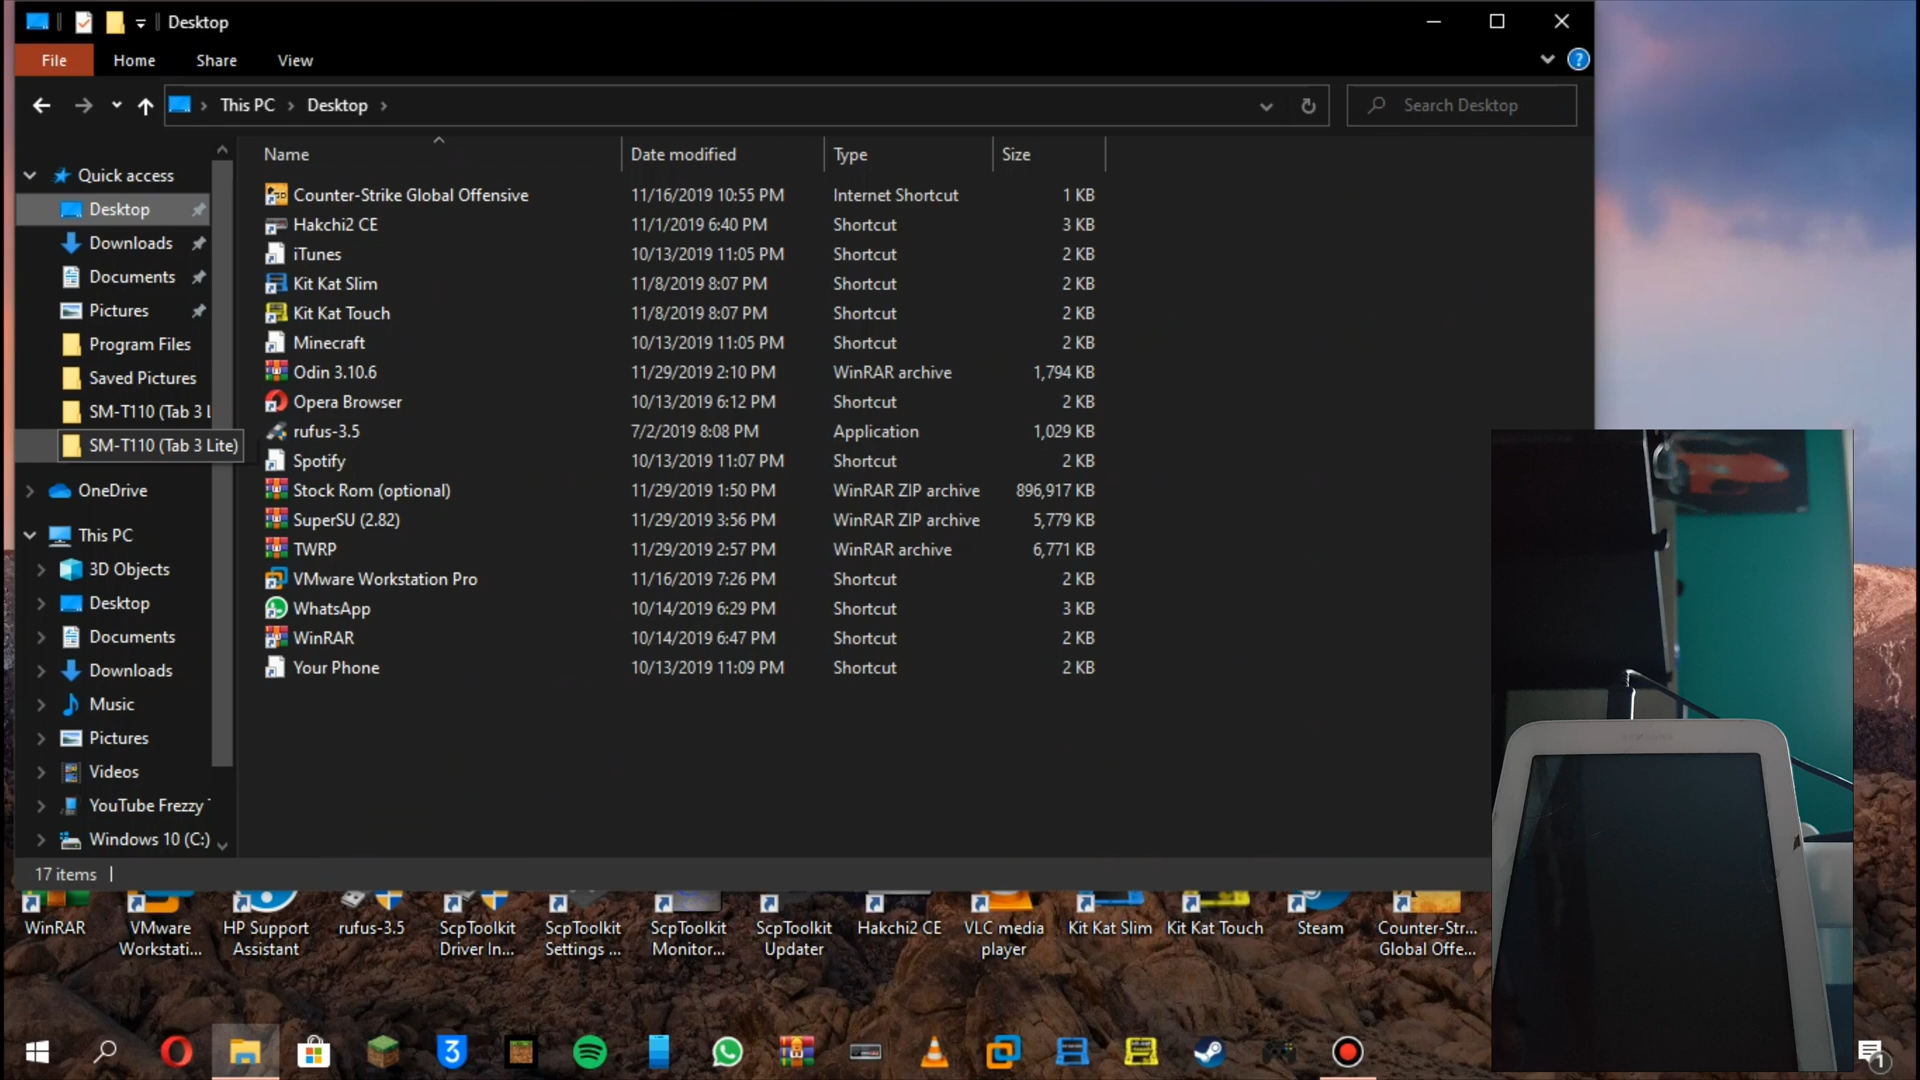 Desktop
File Home Share View
This PC Desktop
Search Desktop
Name Date modified Type Size
Quick access
Desktop
Downloads
Documents
Pictures
Program Files
Saved Pictures
SM-T110 (Tab 3 L
SM-T110 (Tab 3 Lite)
OneDrive
This PC
3D Objects
Desktop
Documents
Downloads
Music
Pictures
Videos
YouTube Frezzy
Windows 10 (C:)
Counter-Strike Global Offensive 11/16/2019 10:55 PM Internet Shortcut 1 KB
Hakchi2 CE 11/1/2019 6:40 PM Shortcut 3 KB
iTunes 10/13/2019 11:05 PM Shortcut 2 KB
Kit Kat Slim 11/8/2019 8:07 PM Shortcut 2 KB
Kit Kat Touch 11/8/2019 8:07 PM Shortcut 2 KB
Minecraft 10/13/2019 11:05 PM Shortcut 2 KB
Odin 3.10.6 11/29/2019 2:10 PM WinRAR archive 1,794 KB
Opera Browser 10/13/2019 6:12 PM Shortcut 2 KB
rufus-3.5 7/2/2019 8:08 PM Application 1,029 KB
Spotify 10/13/2019 11:07 PM Shortcut 2 KB
Stock Rom (optional) 11/29/2019 1:50 PM WinRAR ZIP archive 896,917 KB
SuperSU (2.82) 11/29/2019 3:56 PM WinRAR ZIP archive 5,779 KB
TWRP 11/29/2019 2:57 PM WinRAR archive 6,771 KB
VMware Workstation Pro 11/16/2019 7:26 PM Shortcut 2 KB
WhatsApp 10/14/2019 6:29 PM Shortcut 3 KB
WinRAR 10/14/2019 6:47 PM Shortcut 2 KB
Your Phone 10/13/2019 11:09 PM Shortcut 2 KB
17 items
WinRAR
VMware
Workstati...
HP Support
Assistant
rufus-3.5
ScpToolkit
Driver In...
ScpToolkit
Settings ...
ScpToolkit
Monitor...
ScpToolkit
Updater
Hakchi2 CE
VLC media
player
Kit Kat Slim
Kit Kat Touch
Steam
Counter-Str...
Global Offe...
3
1